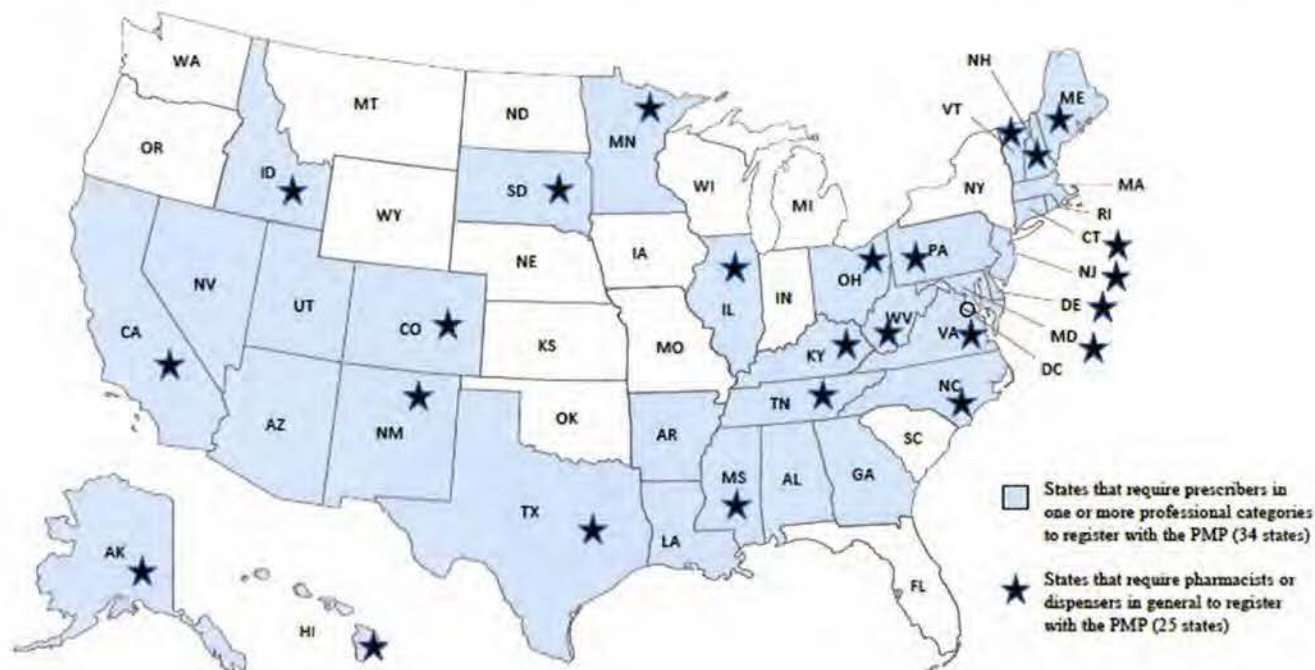 NH
WA
VT
ME
MT
ND
MN
OR
ID
SD
WI
NY
MA
WY
MI
RI
CT
IA
PA
NE
NJ
NV
OH
UT
IL
IN
DE
CO
WV
CA
VA
MD
KS
MO
KY
DC
NC
TN
OK
AZ
NM
AR
SC
MS
AL
GA
TX
LA
AK
FL
HI
States that require prescribers in
one or more professional categories
to register with the PMP (34 states)
States that require pharmacists or
dispensers in general to register
with the PMP (25 states)